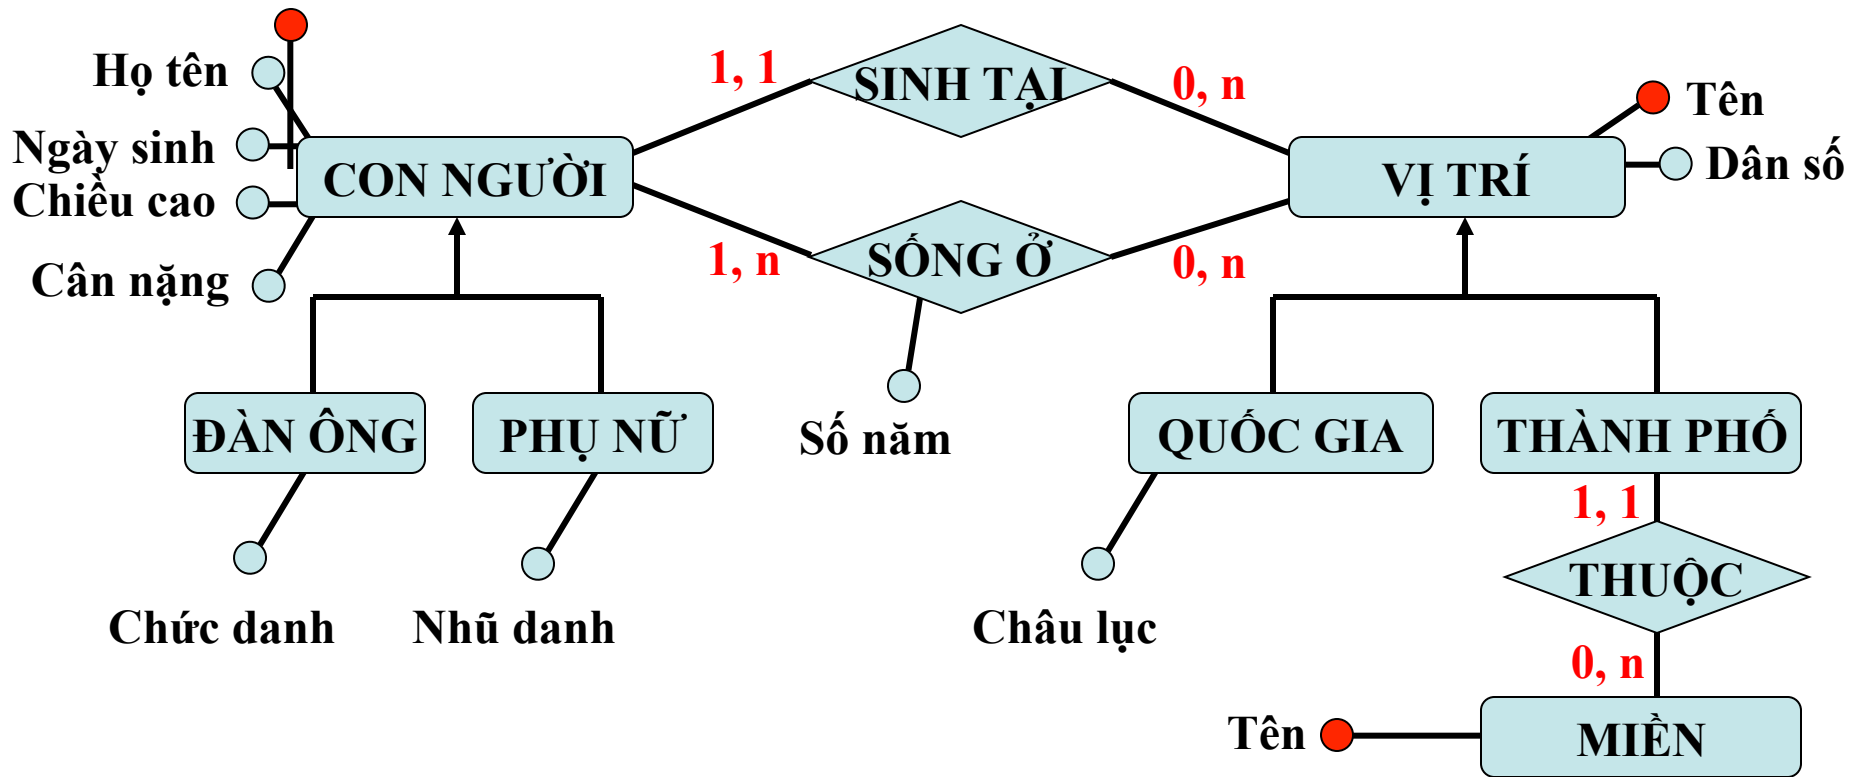 Họ tên
1, 1
SINH TẠI
0, n
Tên
Ngày sinh
Dân số
CON NGƯỜI
VỊ TRÍ
Chiều cao
1, n
SỐNG Ở
0, n
Cân nặng
ĐÀN ÔNG
PHỤ NỮ
Số năm
QUỐC GIA
THÀNH PHỐ
1, 1
THUỘC
Chức danh
Nhũ danh
Châu lục
0, n
Tên
MIỀN